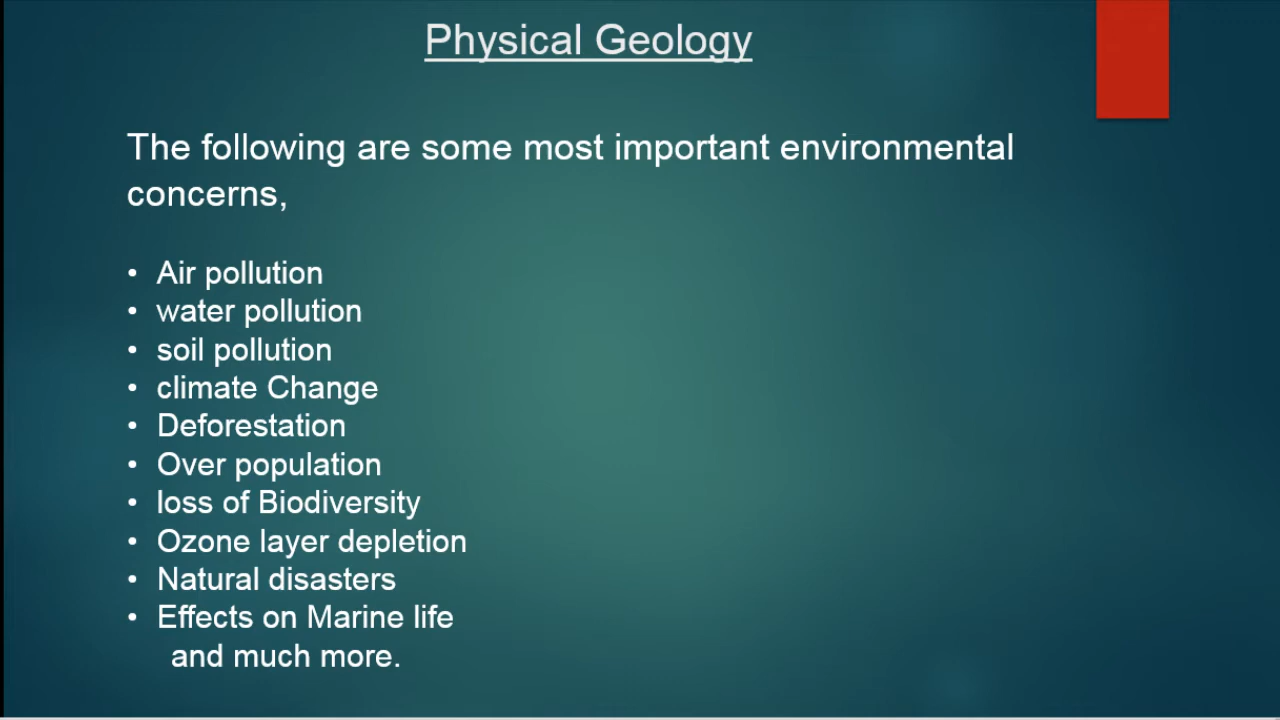 Physical Geology
The following are some most important environmental
concerns,
• Air pollution
• water pollution
• soil pollution
• climate Change
• Deforestation
• Over population
• loss of Biodiversity
• Ozone layer depletion
• Natural disasters
• Effects on Marine life
and much more.